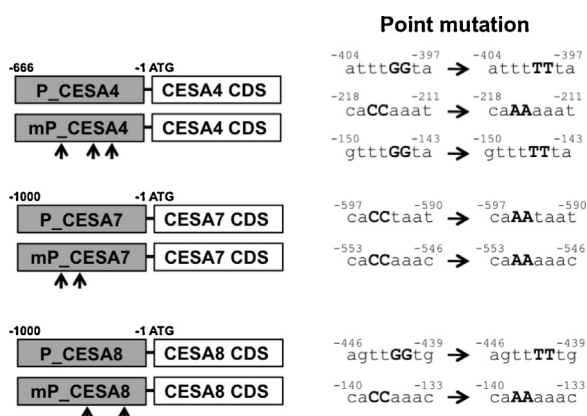 Point mutation
-666 -1 ATG
P_CESA4 CESA4 CDS
mP_CESA4 CESA4 CDS
-404 -397 -404 -397
atttGGta atttTTta
-218 -211 -218 -211
caCCaaat caAAaaat
-150 -143 -150 -143
gtttGGta gtttTTta
-1000 -1 ATG
P_CESA7 CESA7 CDS
mP_CESA7 CESA7 CDS
-597 -590 -597 -590
caCCtaat caAAtaat
-553 -546 -553 -546
caCCaaac caAAaaac
-1000 -1 ATG
P_CESA8 CESA8 CDS
mP_CESA8 CESA8 CDS
-446 -439 -446 -439
agttGGtg agttTTtg
-140 -133 -140 -133
caCCaaac caAAaaac